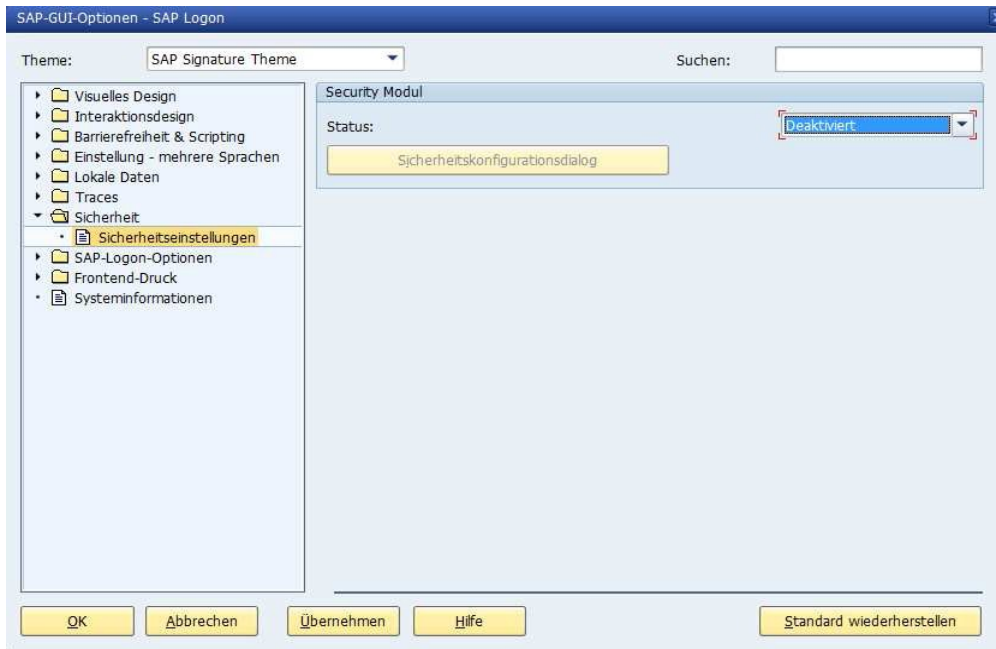 SAP-GUI-Optionen - SAP Logon
Theme: SAP Signature Theme Suchen:
Visuelles Design
Interaktionsdesign
Barrierefreiheit & Scripting
Einstellung - mehrere Sprachen
Lokale Daten
Traces
Sicherheit
Sicherheitseinstellungen
SAP-Logon-Optionen
Frontend-Druck
Systeminformationen
Security Modul
Status: Deaktiviert
Sicherheitskonfigurationsdialog
OK Abbrechen Übernehmen Hilfe Standard wiederherstellen